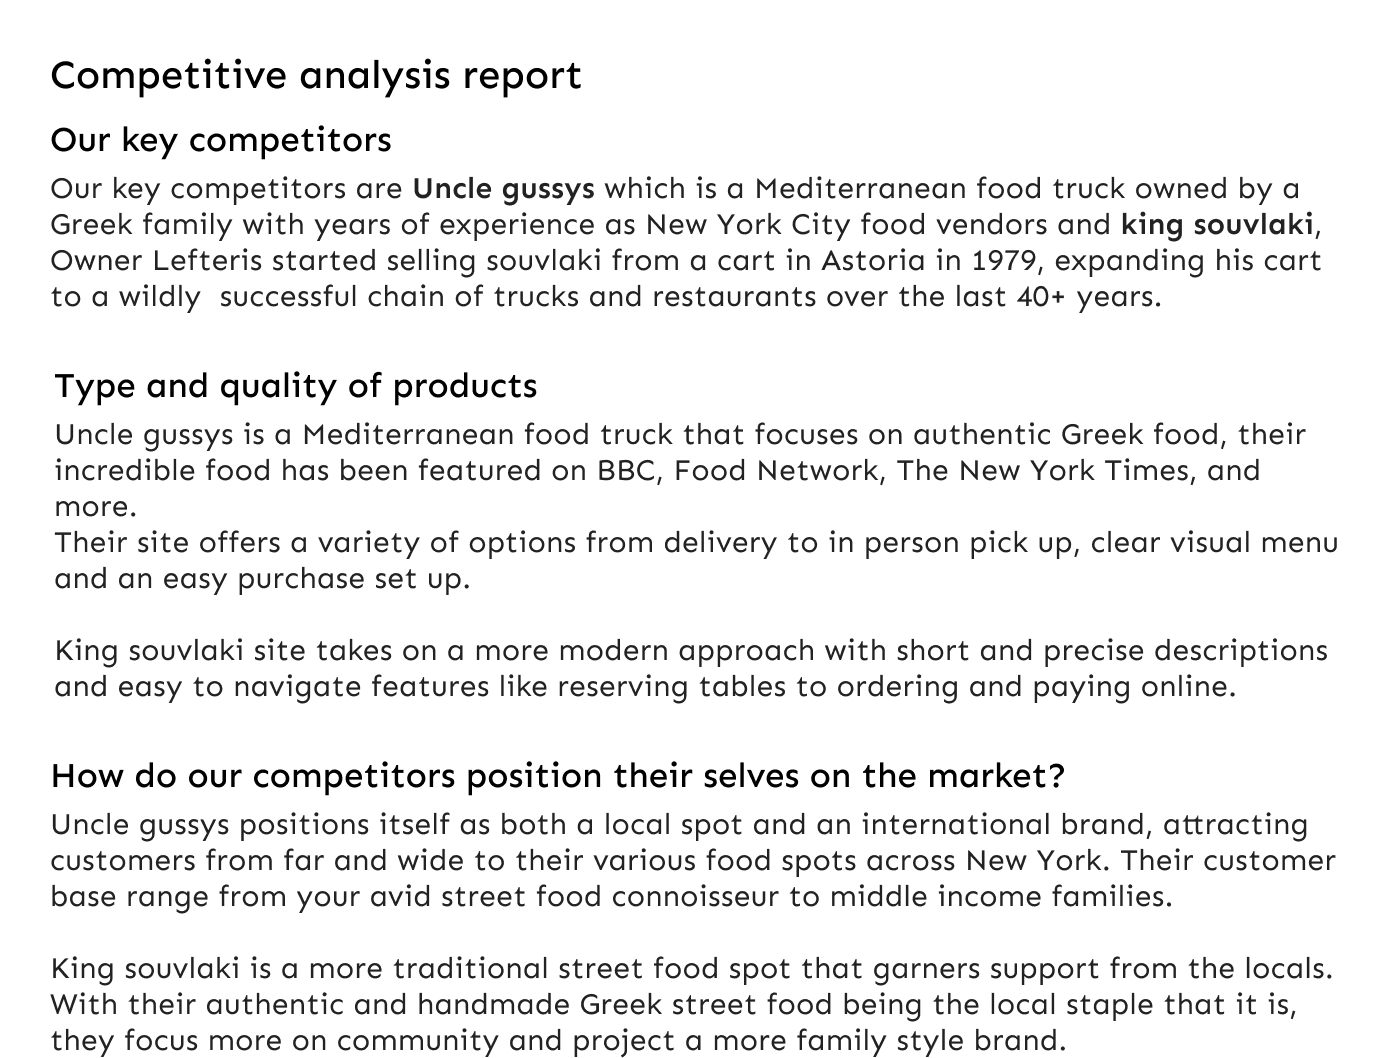 Competitive analysis report
Our key competitors
Our key competitors are Uncle gussys which is a Mediterranean food truck owned by a
Greek family with years of experience as New York City food vendors and king souvlaki,
Owner Lefteris started selling souvlaki from a cart in Astoria in 1979, expanding his cart
to a wildly  successful chain of trucks and restaurants over the last 40+ years.
Type and quality of products
Uncle gussys is a Mediterranean food truck that focuses on authentic Greek food, their
incredible food has been featured on BBC, Food Network, The New York Times, and
more.
Their site offers a variety of options from delivery to in person pick up, clear visual menu
and an easy purchase set up.
King souvlaki site takes on a more modern approach with short and precise descriptions
and easy to navigate features like reserving tables to ordering and paying online.
How do our competitors position their selves on the market?
Uncle gussys positions itself as both a local spot and an international brand, attracting
customers from far and wide to their various food spots across New York. Their customer
base range from your avid street food connoisseur to middle income families.
King souvlaki is a more traditional street food spot that garners support from the locals.
With their authentic and handmade Greek street food being the local staple that it is,
they focus more on community and project a more family style brand.